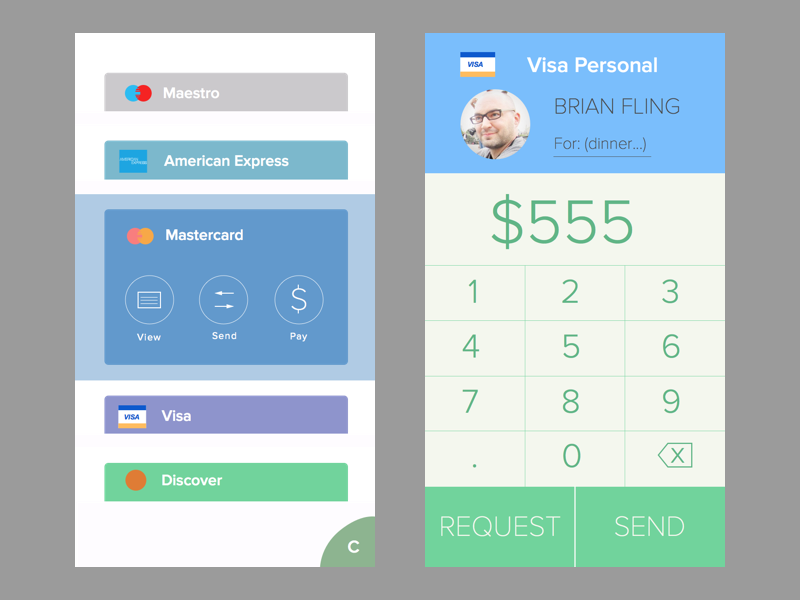 Maestro
American Express
Mastercard
View
Send
Pay
VISA
Visa
Discover
C
VISA
Visa Personal
BRIAN FLING
For: (dinner...)
$555
1 2 3
4 5 6
7 8 9
. 0 X
REQUEST SEND